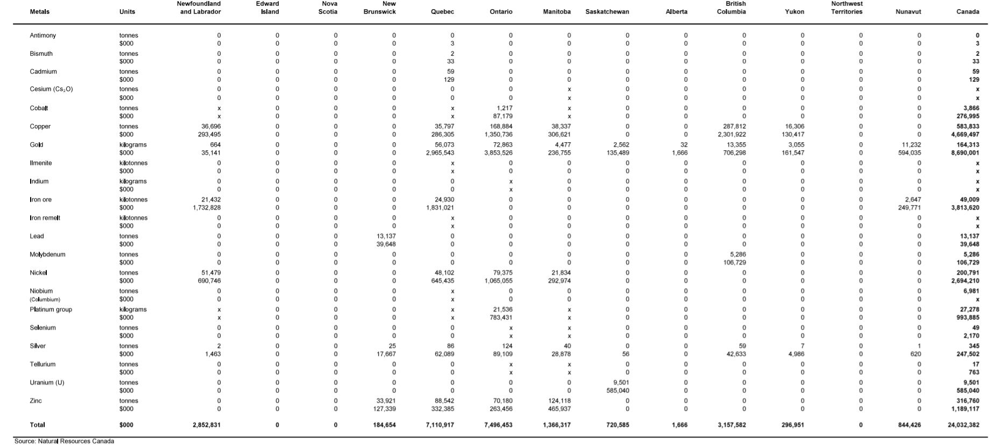 Newfoundland Edward Nova New British Northwest
Metals Units and Labrador Island Scotia Brunswick Quebec Ontario Manitoba Saskatchewan Alberta Columbia Yukon Territories Nunavut Canada
Antimony tonnes 0 0 0 0 0 0 0 0 0 0 0 0 0 0
$000 0 0 0 0 3 0 0 0 0 0 0 0 0 3
Bismuth tonnes 0 0 0 0 2 0 0 0 0 0 0 0 0 2
$000 0 0 0 0 33 0 0 0 0 0 0 0 0 33
Cadmium tonnes 0 0 0 0 59 0 0 0 0 0 0 0 0 59
$000 0 0 0 0 129 0 0 0 0 0 0 0 0 129
Cesium (Cs₂O) tonnes 0 0 0 0 0 0 x 0 0 0 0 0 0 x
$000 0 0 0 0 0 0 x 0 0 0 0 0 0 x
Cobalt tonnes x 0 0 0 x 1,217 x 0 0 0 0 0 0 3,866
$000 x 0 0 0 x 87,179 x 0 0 0 0 0 0 276,995
Copper tonnes 36,696 0 0 0 35,797 168,884 38,337 0 0 287,812 16,306 0 0 583,833
$000 293,495 0 0 0 286,305 1,350,736 306,621 0 0 2,301,922 130,417 0 0 4,669,497
Gold kilograms 664 0 0 0 56,073 72,863 4,477 2,562 32 13,355 3,055 0 11,232 164,313
$000 35,141 0 0 0 2,965,543 3,853,526 236,755 135,489 1,666 706,298 161,547 0 594,035 8,690,001
Ilmenite kilotonnes 0 0 0 0 x 0 0 0 0 0 0 0 0 x
$000 0 0 0 0 x 0 0 0 0 0 0 0 0 x
Indium kilograms 0 0 0 0 0 x 0 0 0 0 0 0 0 x
$000 0 0 0 0 0 x 0 0 0 0 0 0 0 x
Iron ore kilotonnes 21,432 0 0 0 24,930 0 0 0 0 0 0 0 2,647 49,009
$000 1,732,828 0 0 0 1,831,021 0 0 0 0 0 0 0 249,771 3,813,620
Iron remelt kilotonnes 0 0 0 0 x 0 0 0 0 0 0 0 0 x
$000 0 0 0 0 x 0 0 0 0 0 0 0 0 x
Lead tonnes 0 0 0 13,137 0 0 0 0 0 0 0 0 0 13,137
$000 0 0 0 39,648 0 0 0 0 0 0 0 0 0 39,648
Molybdenum tonnes 0 0 0 0 0 0 0 0 0 5,286 0 0 0 5,286
$000 0 0 0 0 0 0 0 0 0 106,729 0 0 0 106,729
Nickel tonnes 51,479 0 0 0 48,102 79,375 21,834 0 0 0 0 0 0 200,791
$000 690,746 0 0 0 645,435 1,065,055 292,974 0 0 0 0 0 0 2,694,210
Niobium tonnes 0 0 0 0 x 0 0 0 0 0 0 0 0 6,981
(Columbium) $000 0 0 0 0 x 0 0 0 0 0 0 0 0 x
Platinum group kilograms x 0 0 0 x 21,536 x 0 0 0 0 0 0 27,278
$000 x 0 0 0 x 783,431 x 0 0 0 0 0 0 993,885
Selenium tonnes 0 0 0 0 0 x x 0 0 0 0 0 0 49
$000 0 0 0 0 0 x x 0 0 0 0 0 0 2,170
Silver tonnes 2 0 0 25 86 124 40 0 0 59 7 0 1 345
$000 1,463 0 0 17,667 62,089 89,109 28,878 56 0 42,633 4,986 0 620 247,502
Tellurium tonnes 0 0 0 0 0 x x 0 0 0 0 0 0 17
$000 0 0 0 0 0 x x 0 0 0 0 0 0 763
Uranium (U) tonnes 0 0 0 0 0 0 0 9,501 0 0 0 0 0 9,501
$000 0 0 0 0 0 0 0 585,040 0 0 0 0 0 585,040
Zinc tonnes 0 0 0 33,921 88,542 70,180 124,118 0 0 0 0 0 0 316,760
$000 0 0 0 127,339 332,385 263,456 465,937 0 0 0 0 0 0 1,189,117
Total $000 2,852,831 0 0 184,654 7,110,917 7,496,453 1,366,317 720,585 1,666 3,157,582 296,951 0 844,426 24,032,382
Source: Natural Resources Canada